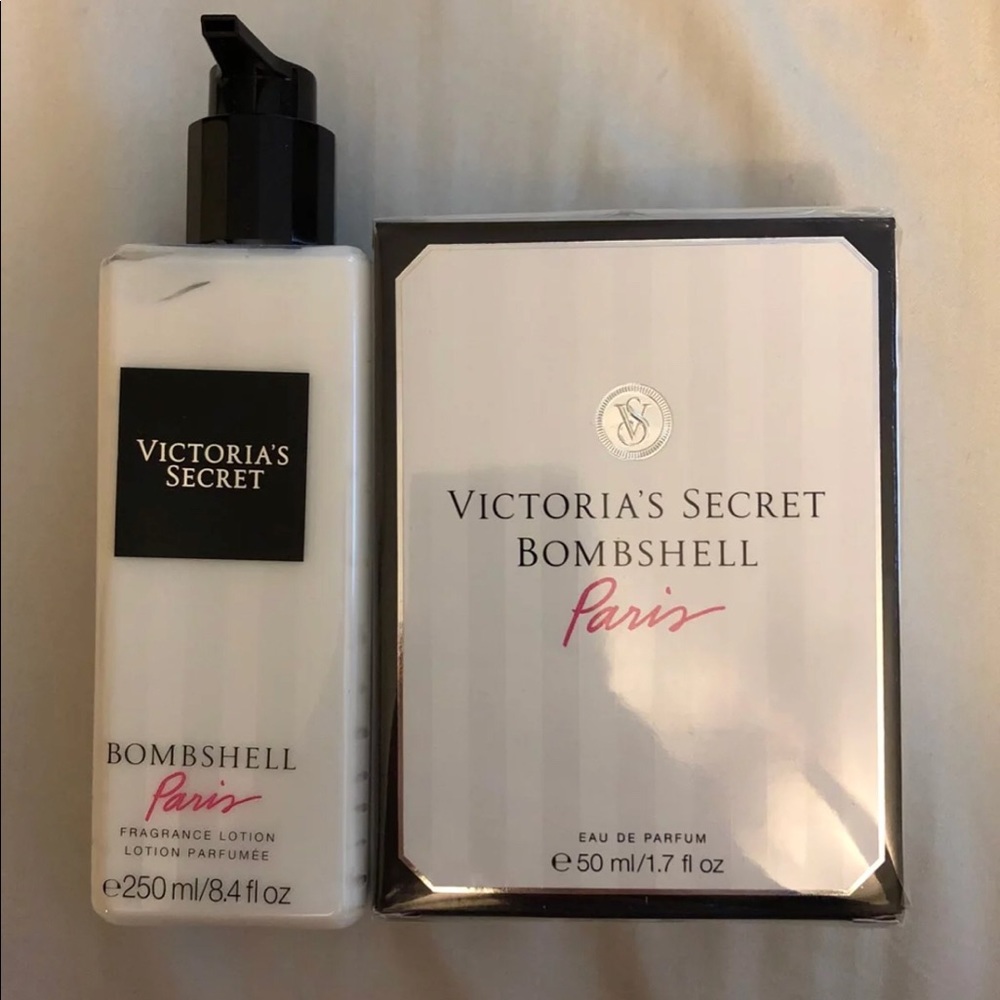 VICTORIA'S
SECRET
BOMBSHELL
Paris
FRAGRANCE LOTION
LOTION PARFUMÉE
℮250 ml/8.4 fl oz
VS
VICTORIA'S SECRET
BOMBSHELL
Paris
EAU DE PARFUM
℮ 50 ml/1.7 fl oz